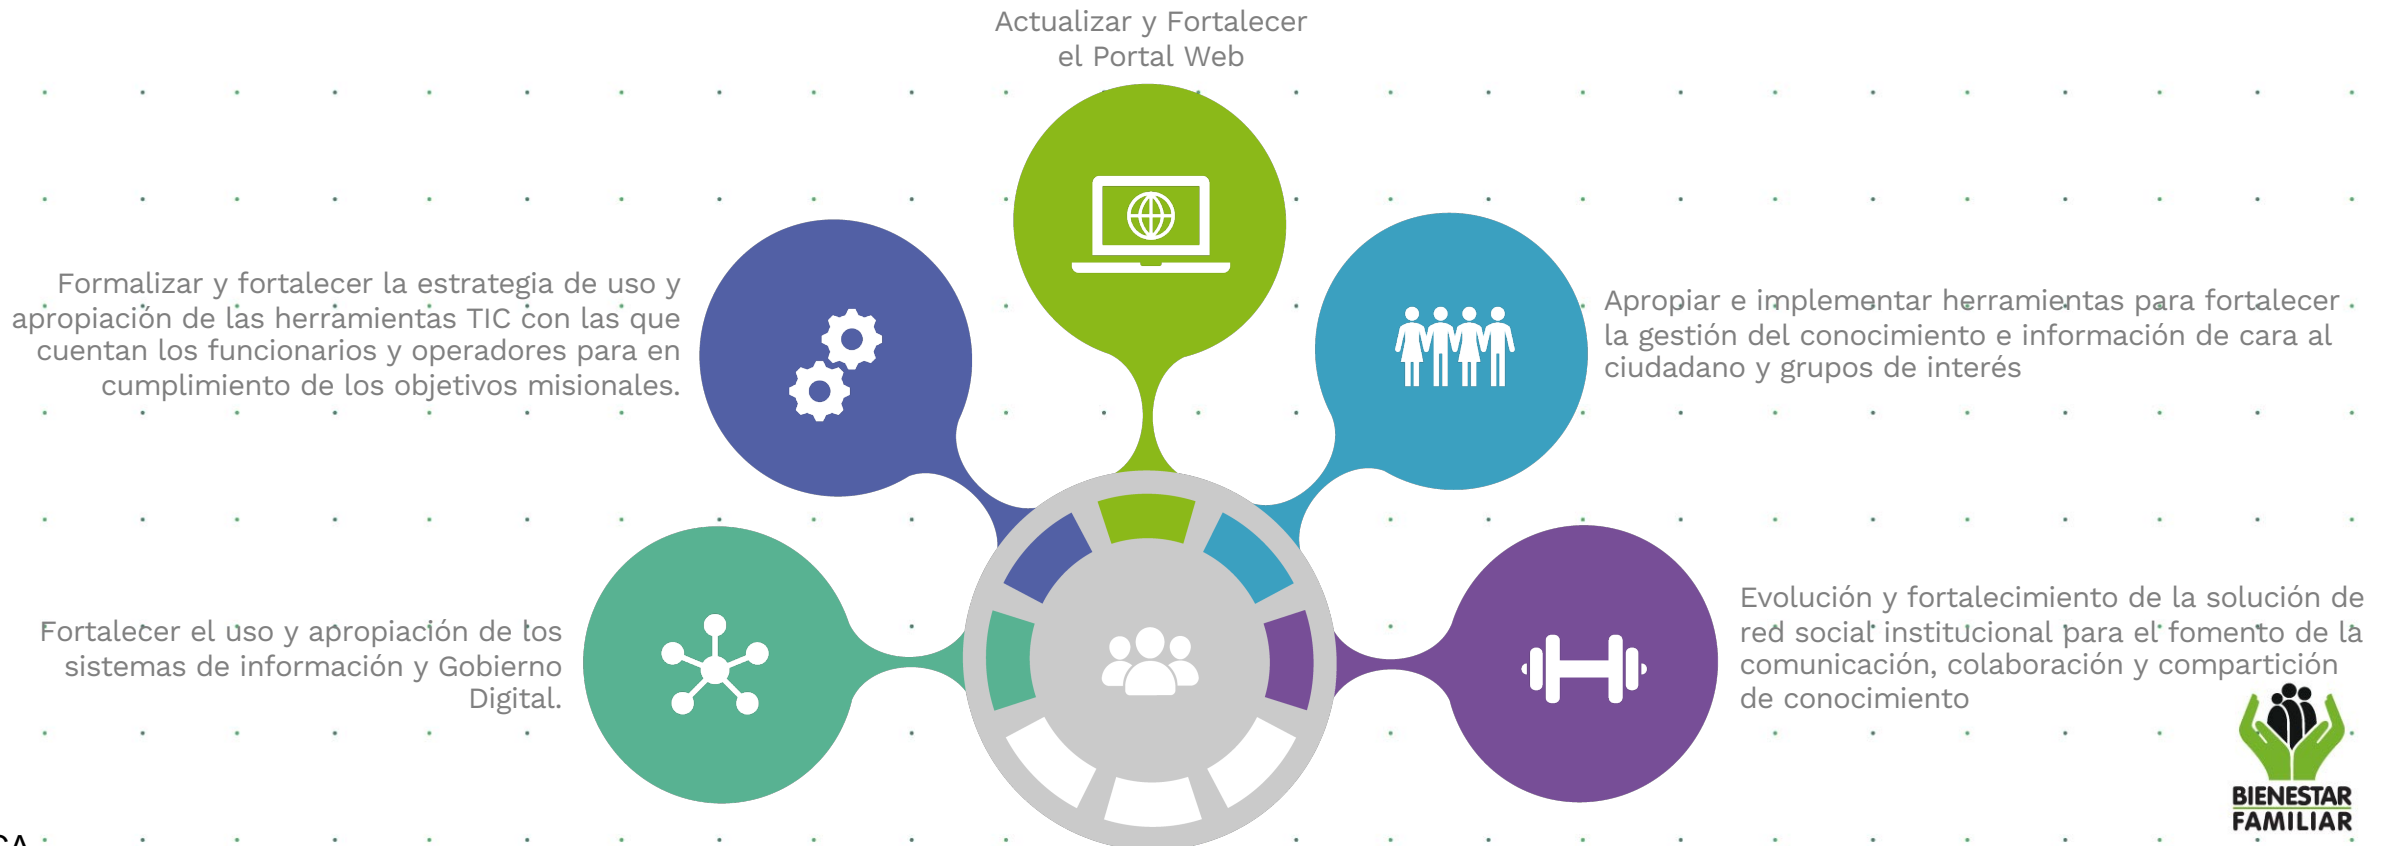 Actualizar y Fortalecer
el Portal Web
Formalizar y fortalecer la estrategia de uso y
apropiación de las herramientas TIC con las que
cuentan los funcionarios y operadores para en
cumplimiento de los objetivos misionales.
Apropiar e implementar herramientas para fortalecer
la gestión del conocimiento e información de cara al
ciudadano y grupos de interés
Fortalecer el uso y apropiación de los
sistemas de información y Gobierno
Digital.
Evolución y fortalecimiento de la solución de
red social institucional para el fomento de la
comunicación, colaboración y compartición
de conocimiento
BIENESTAR
FAMILIAR